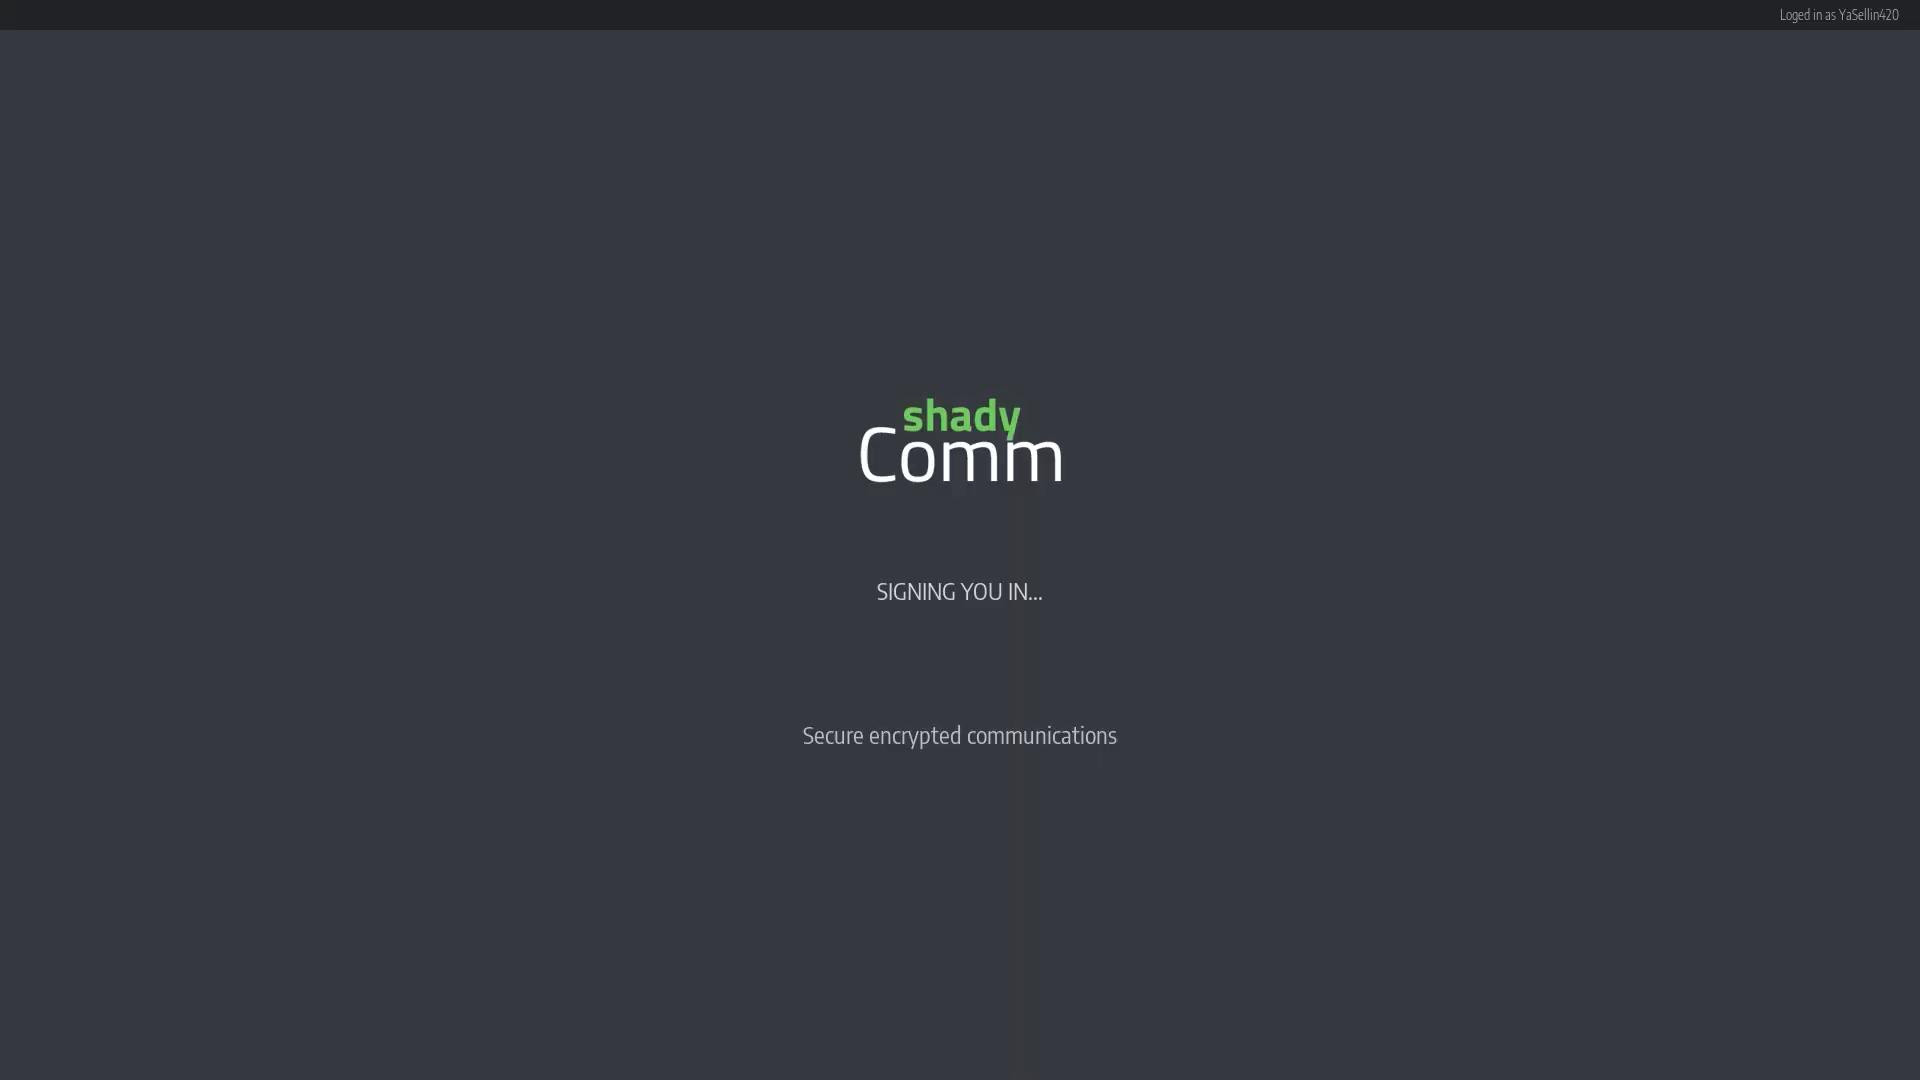 Loged in as YaSellin420
shady
Comm
SIGNING YOU IN...
Secure encrypted communications